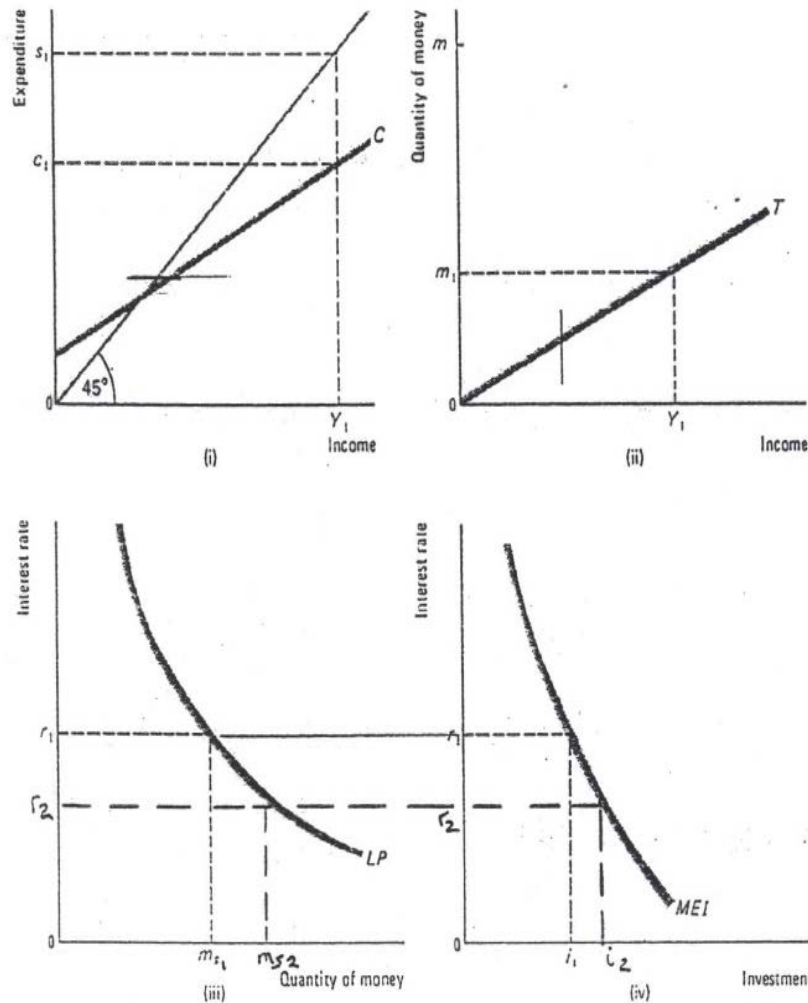 Expenditure
s₁
c₁
C
45°
0
Y₁
Income
(i)
Quantity of money
m
m₁
T
0
Y₁
Income
(ii)
Interest rate
r₁
r₂
LP
0
ms₁
ms₂
Quantity of money
(iii)
Interest rate
r₁
r₂
MEI
0
i₁
i₂
Investmen
(iv)